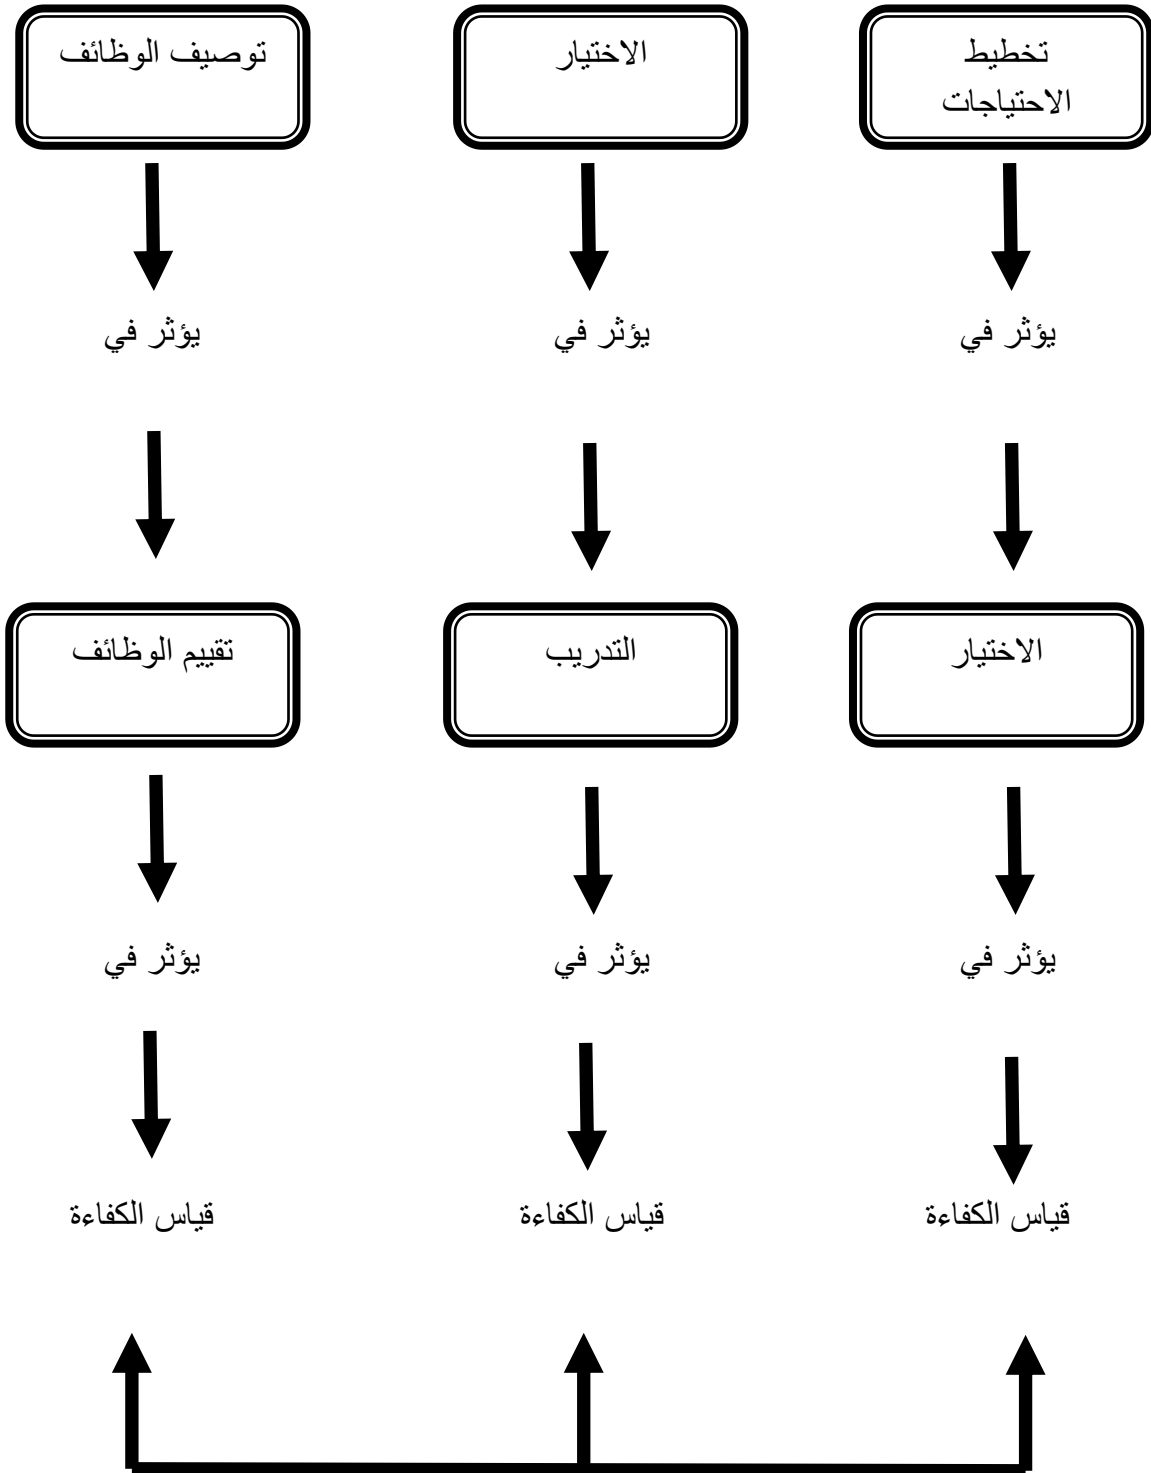 تخطيط
الاحتياجات
الاختيار
توصيف الوظائف
يؤثر في
يؤثر في
يؤثر في
الاختيار
التدريب
تقييم الوظائف
يؤثر في
يؤثر في
يؤثر في
قياس الكفاءة
قياس الكفاءة
قياس الكفاءة